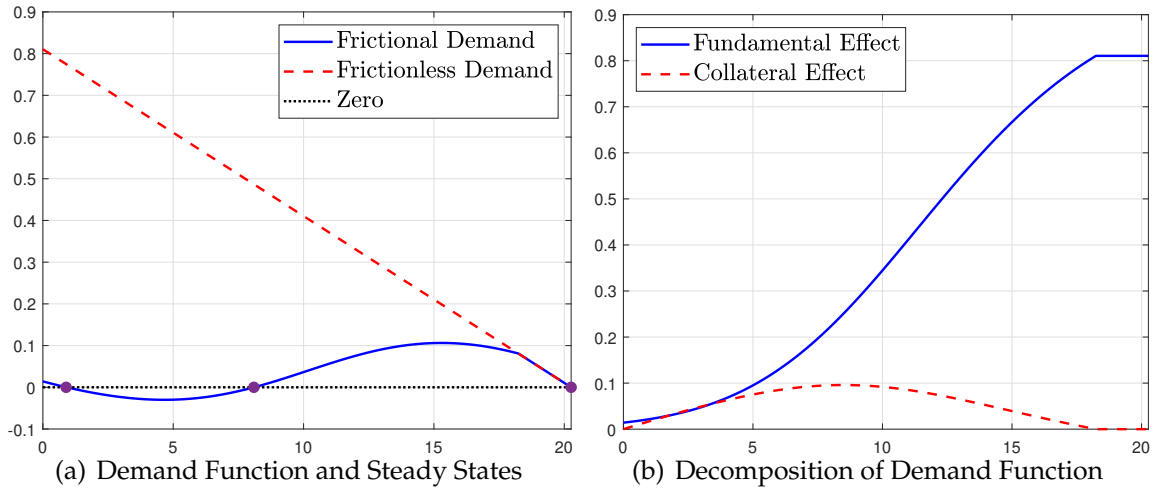 0.9
0.8
0.7
0.6
0.5
0.4
0.3
0.2
0.1
0
-0.1
0 5 10 15 20
Frictional Demand
Frictionless Demand
Zero
(a) Demand Function and Steady States
0.9
0.8
0.7
0.6
0.5
0.4
0.3
0.2
0.1
0
0 5 10 15 20
Fundamental Effect
Collateral Effect
(b) Decomposition of Demand Function